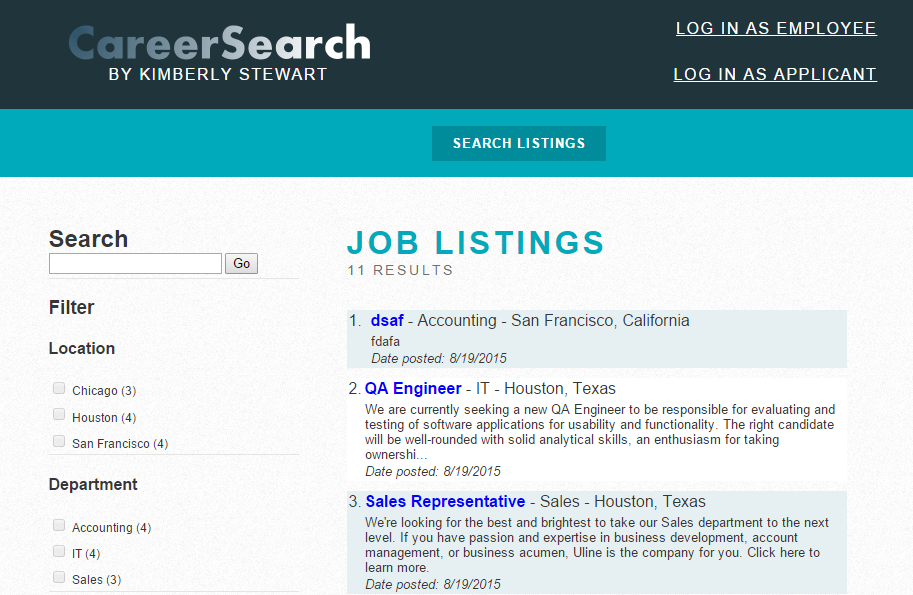 CareerSearch
BY KIMBERLY STEWART
LOG IN AS EMPLOYEE
LOG IN AS APPLICANT
SEARCH LISTINGS
Search
Go
Filter
Location
Chicago (3)
Houston (4)
San Francisco (4)
Department
Accounting (4)
IT (4)
Sales (3)
JOB LISTINGS
11 RESULTS
1. dsaf - Accounting - San Francisco, California
fdafa
Date posted: 8/19/2015
2. QA Engineer - IT - Houston, Texas
We are currently seeking a new QA Engineer to be responsible for evaluating and
testing of software applications for usability and functionality. The right candidate
will be well-rounded with solid analytical skills, an enthusiasm for taking
ownershi...
Date posted: 8/19/2015
3. Sales Representative - Sales - Houston, Texas
We're looking for the best and brightest to take our Sales department to the next
level. If you have passion and expertise in business development, account
management, or business acumen, Uline is the company for you. Click here to
learn more.
Date posted: 8/19/2015